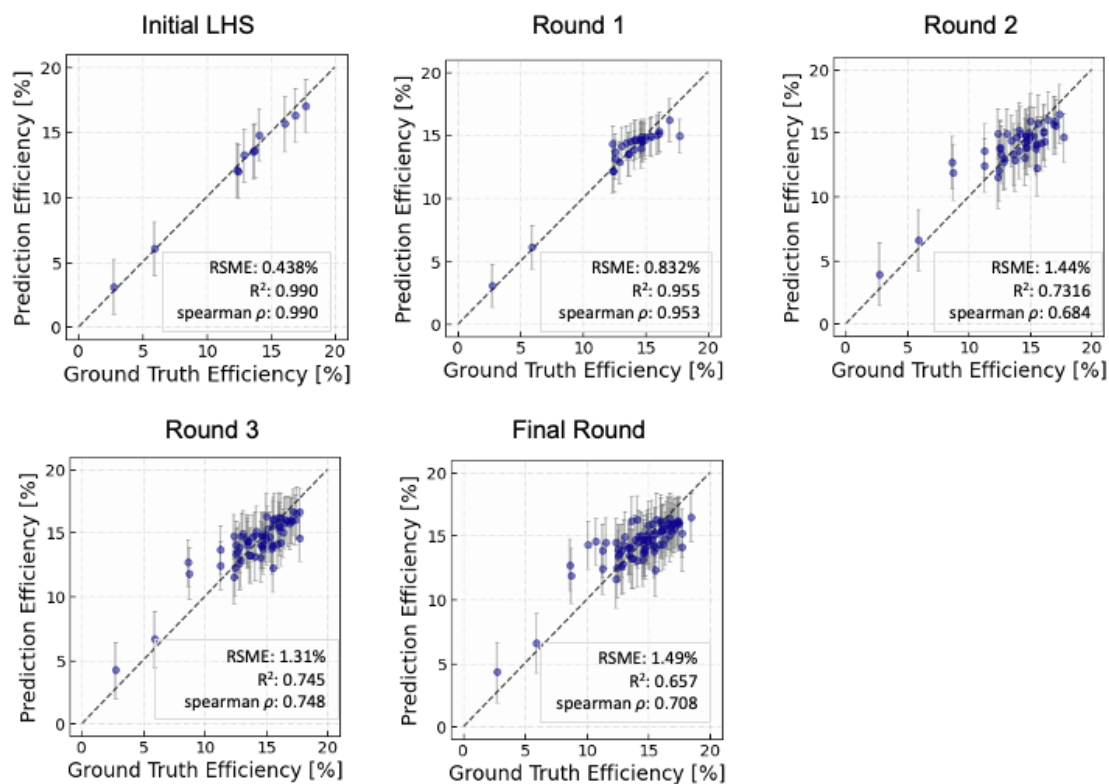 Initial LHS
Round 1
Round 2
Prediction Efficiency [%]
20
15
10
5
0
RSME: 0.438%
R²: 0.990
spearman ρ: 0.990
0 5 10 15 20
Ground Truth Efficiency [%]
Prediction Efficiency [%]
20
15
10
5
0
RSME: 0.832%
R²: 0.955
spearman ρ: 0.953
0 5 10 15 20
Ground Truth Efficiency [%]
Prediction Efficiency [%]
20
15
10
5
0
RSME: 1.44%
R²: 0.7316
spearman ρ: 0.684
0 5 10 15 20
Ground Truth Efficiency [%]
Round 3
Final Round
Prediction Efficiency [%]
20
15
10
5
0
RSME: 1.31%
R²: 0.745
spearman ρ: 0.748
0 5 10 15 20
Ground Truth Efficiency [%]
Prediction Efficiency [%]
20
15
10
5
0
RSME: 1.49%
R²: 0.657
spearman ρ: 0.708
0 5 10 15 20
Ground Truth Efficiency [%]